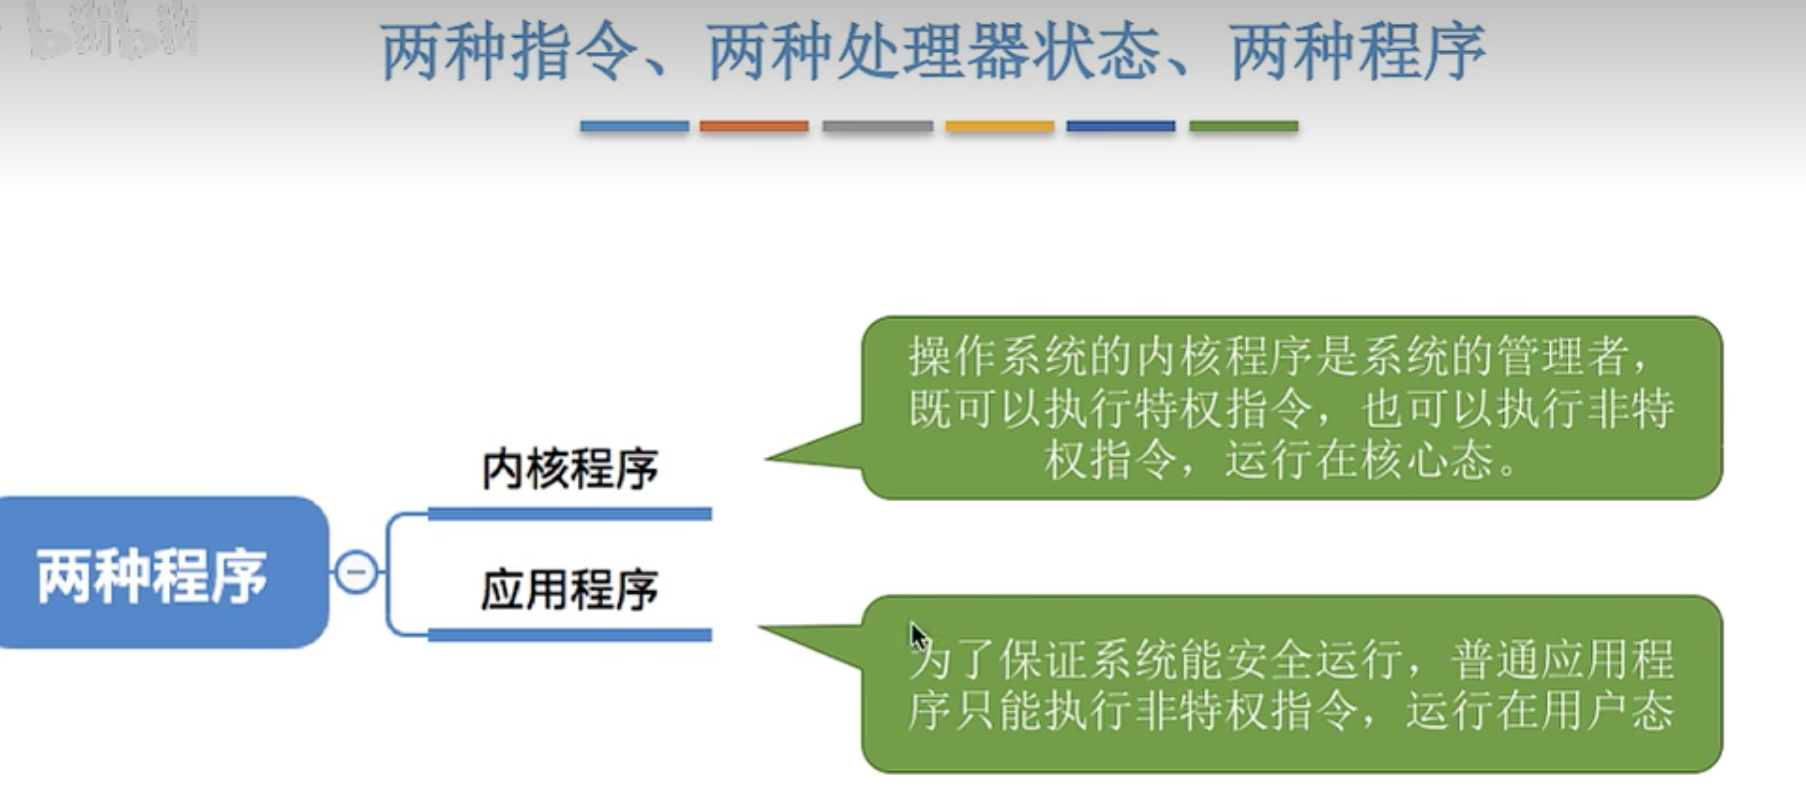 bilibili
两种指令、两种处理器状态、两种程序
操作系统的内核程序是系统的管理者，
既可以执行特权指令，也可以执行非特
权指令，运行在核心态。
内核程序
两种程序
应用程序
为了保证系统能安全运行，普通应用程
序只能执行非特权指令，运行在用户态